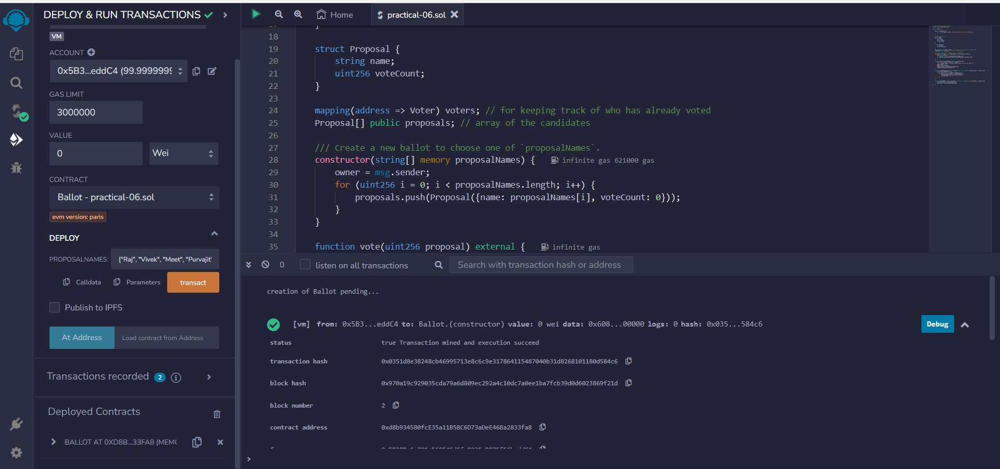 DEPLOY & RUN TRANSACTIONS
VM
ACCOUNT
0x5B3...eddC4 (99.9999999
GAS LIMIT
3000000
VALUE
0
Wei
CONTRACT
Ballot - practical-06.sol
evm version: paris
DEPLOY
PROPOSALNAMES:
["Raj", "Vivek", "Meet", "Purvajit'
Calldata
Parameters
transact
Publish to IPFS
At Address
Load contract from Address
Transactions recorded 2 i
Deployed Contracts
BALLOT AT 0XD8B...33FA8 (MEMO
Home
practical-06.sol
17 }
18
19 struct Proposal {
20 string name;
21 uint256 voteCount;
22 }
23
24 mapping(address => Voter) voters; // for keeping track of who has already voted
25 Proposal[] public proposals; // array of the candidates
26
27 /// Create a new ballot to choose one of `proposalNames`.
28 constructor(string[] memory proposalNames) { infinite gas 621000 gas
29 owner = msg.sender;
30 for (uint256 i = 0; i < proposalNames.length; i++) {
31 proposals.push(Proposal({name: proposalNames[i], voteCount: 0}));
32 }
33 }
34
35 function vote(uint256 proposal) external { infinite gas
0
listen on all transactions
Search with transaction hash or address
creation of Ballot pending...
[vm] from: 0x5B3...eddC4 to: Ballot.(constructor) value: 0 wei data: 0x608...00000 logs: 0 hash: 0x035...584c6
Debug
status true Transaction mined and execution succeed
transaction hash 0x0351d8e38248cb46995713e8c6c9e317864115487040b31d8268101180d584c6
block hash 0x970a19c929035cda79a6d809ec292a4c10dc7a0ee1ba7fcb39d0d6023869f21d
block number 2
contract address 0xd8b934580fcE35a11B58C6D73aDeE468a2833fa8
>